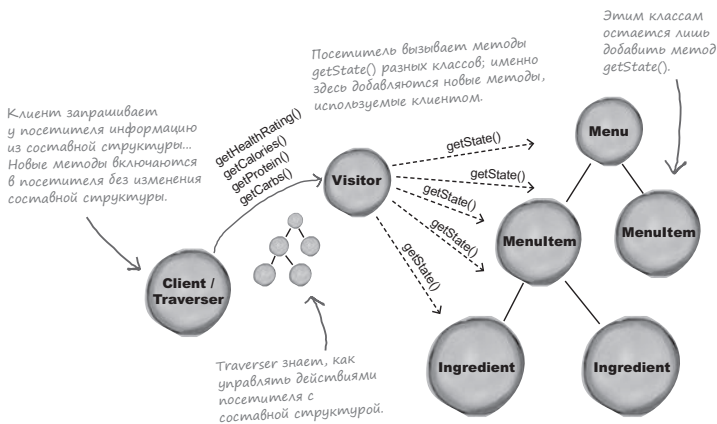 Этим классам
остается лишь
добавить метод
getState().
Посетитель вызывает методы
getState() разных классов; именно
здесь добавляются новые методы,
используемые клиентом.
Клиент запрашивает
у посетителя информацию
из составной структуры...
Новые методы включаются
в посетителя без изменения
составной структуры.
getHealthRating()
getCalories()
getProtein()
getCarbs()
Visitor
getState()
getState()
getState()
getState()
getState()
Menu
MenuItem
MenuItem
Client /
Traverser
Ingredient
Ingredient
Traverser знает, как
управлять действиями
посетителя с
составной структурой.